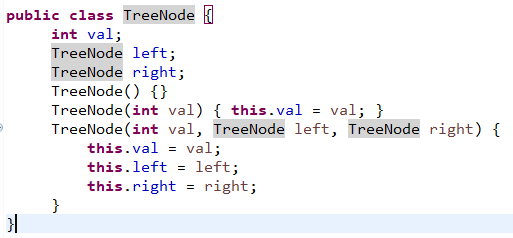 public class TreeNode {
    int val;
    TreeNode left;
    TreeNode right;
    TreeNode() {}
    TreeNode(int val) { this.val = val; }
    TreeNode(int val, TreeNode left, TreeNode right) {
        this.val = val;
        this.left = left;
        this.right = right;
    }
}